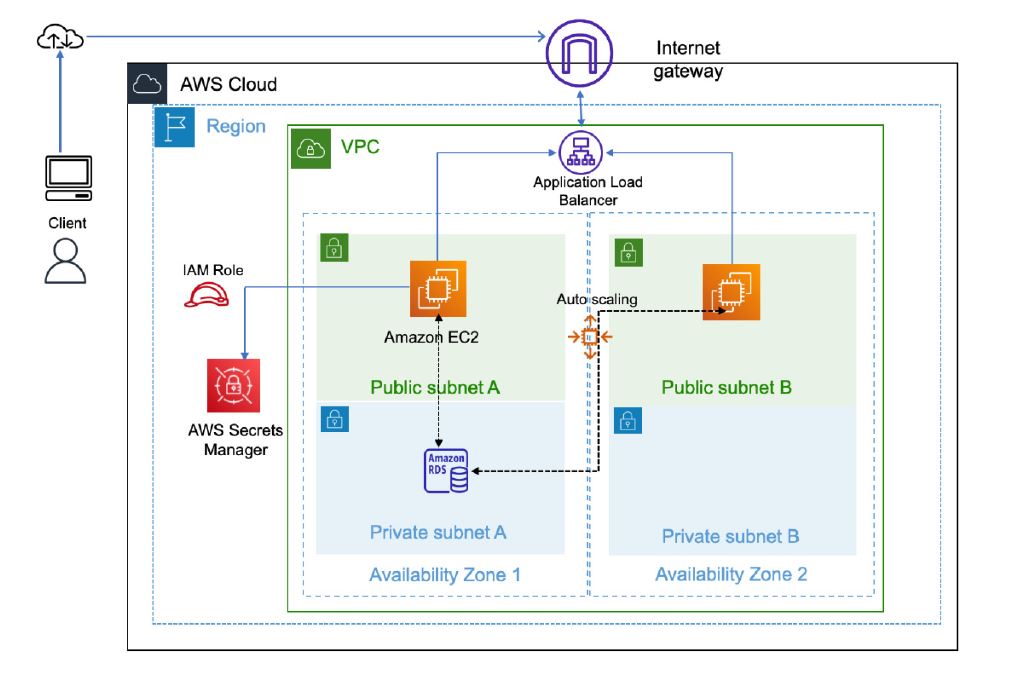 Internet
gateway
AWS Cloud
Region
VPC
Application Load
Balancer
Client
IAM Role
Auto scaling
Amazon EC2
Public subnet A
Public subnet B
AWS Secrets
Manager
Amazon
RDS
Private subnet A
Private subnet B
Availability Zone 1
Availability Zone 2